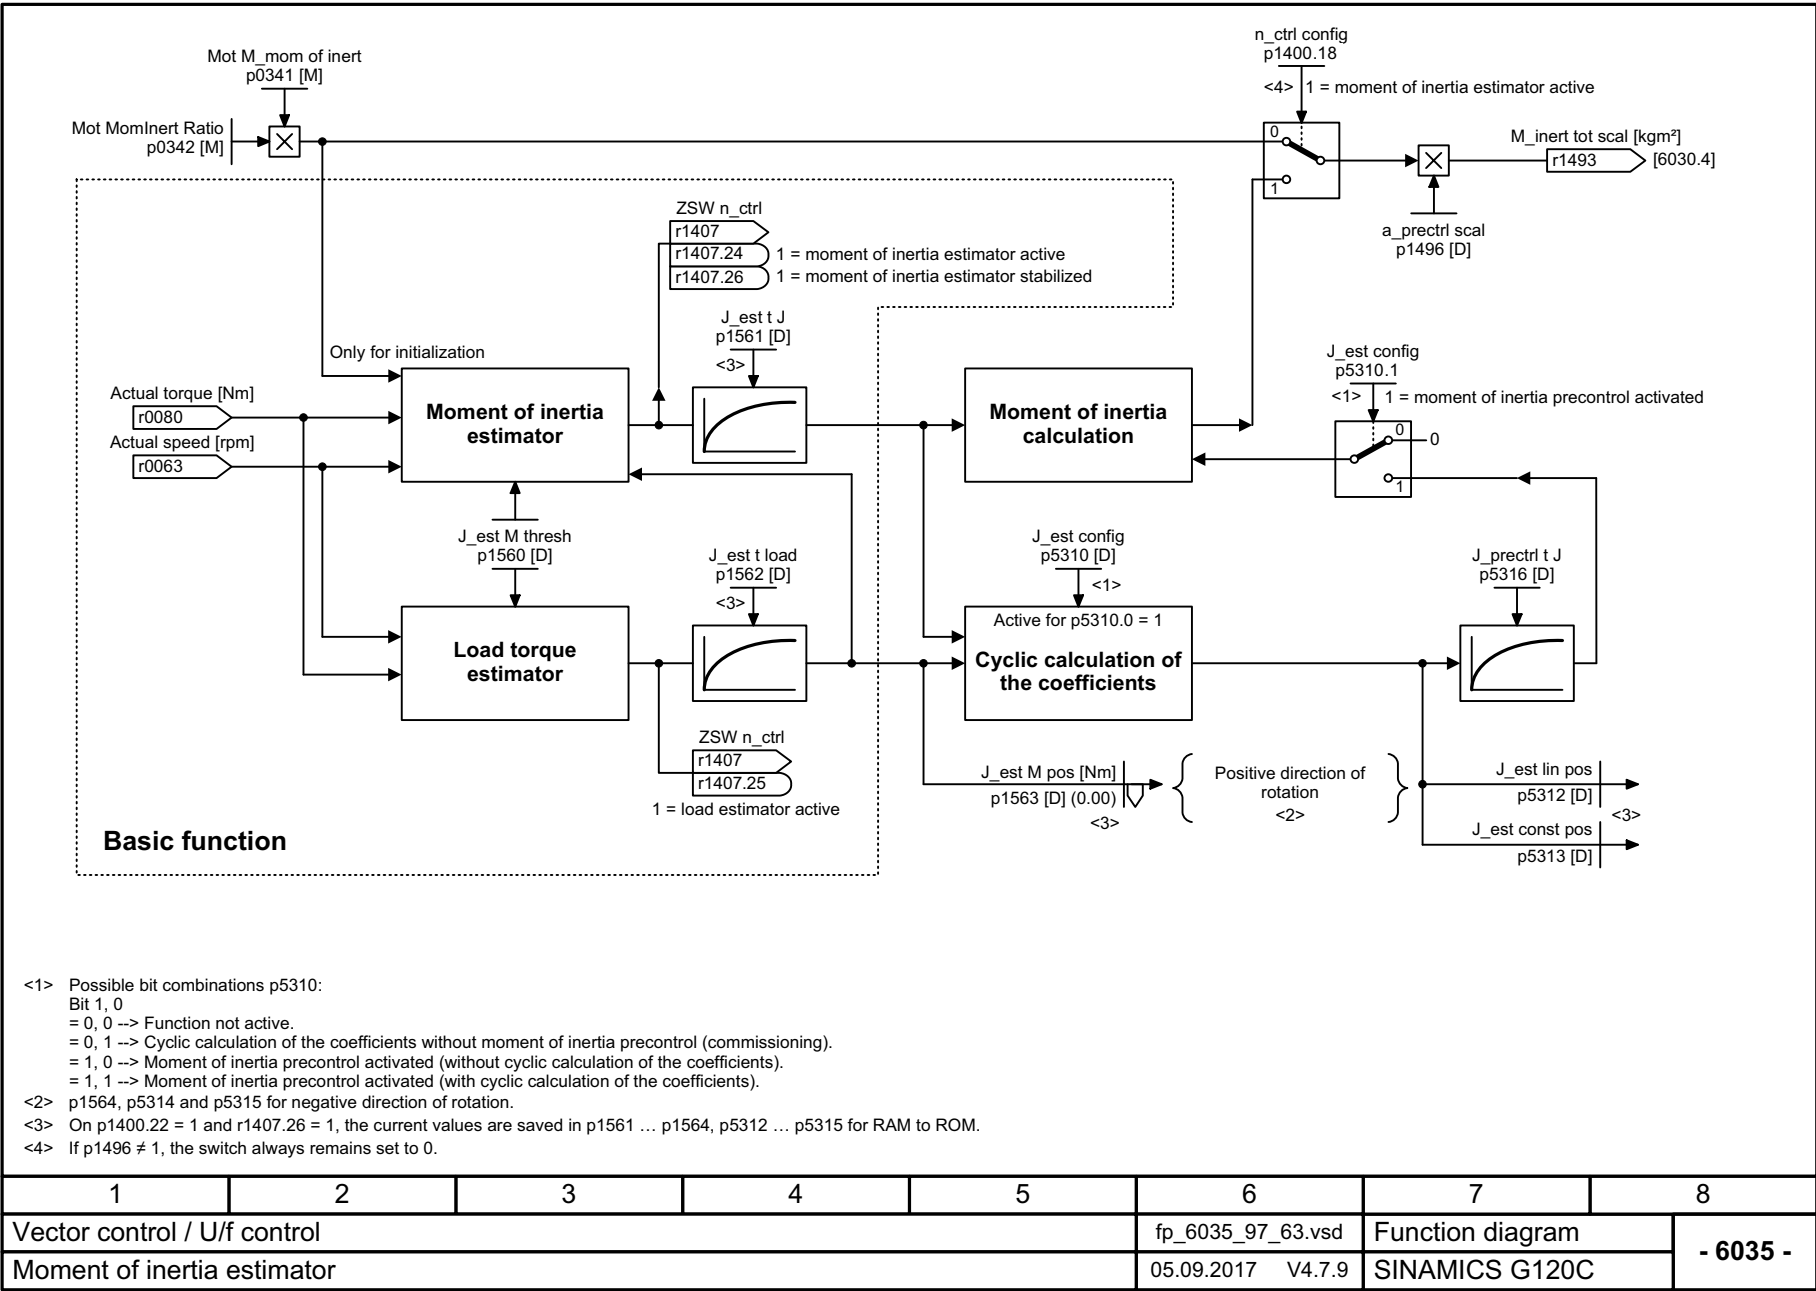 Mot M_mom of inert
p0341 [M]
Mot MomInert Ratio
p0342 [M]
n_ctrl config
p1400.18
<4> 1 = moment of inertia estimator active
0
1
M_inert tot scal [kgm²]
r1493 [6030.4]
a_prectrl scal
p1496 [D]
ZSW n_ctrl
r1407
r1407.24 1 = moment of inertia estimator active
r1407.26 1 = moment of inertia estimator stabilized
J_est t J
p1561 [D]
<3>
Only for initialization
Actual torque [Nm]
r0080
Actual speed [rpm]
r0063
Moment of inertia
estimator
Moment of inertia
calculation
J_est config
p5310.1
<1> 1 = moment of inertia precontrol activated
0 0
1
J_est M thresh
p1560 [D]
J_est t load
p1562 [D]
<3>
J_est config
p5310 [D]
<1>
J_prectrl t J
p5316 [D]
Load torque
estimator
Active for p5310.0 = 1
Cyclic calculation of
the coefficients
ZSW n_ctrl
r1407
r1407.25
1 = load estimator active
J_est M pos [Nm]
p1563 [D] (0.00)
<3>
Positive direction of
rotation
<2>
J_est lin pos
p5312 [D]
<3>
J_est const pos
p5313 [D]
Basic function
<1> Possible bit combinations p5310:
Bit 1, 0
= 0, 0 --> Function not active.
= 0, 1 --> Cyclic calculation of the coefficients without moment of inertia precontrol (commissioning).
= 1, 0 --> Moment of inertia precontrol activated (without cyclic calculation of the coefficients).
= 1, 1 --> Moment of inertia precontrol activated (with cyclic calculation of the coefficients).
<2> p1564, p5314 and p5315 for negative direction of rotation.
<3> On p1400.22 = 1 and r1407.26 = 1, the current values are saved in p1561 … p1564, p5312 … p5315 for RAM to ROM.
<4> If p1496 ≠ 1, the switch always remains set to 0.
1 2 3 4 5 6 7 8
Vector control / U/f control fp_6035_97_63.vsd Function diagram
- 6035 -
Moment of inertia estimator 05.09.2017 V4.7.9 SINAMICS G120C